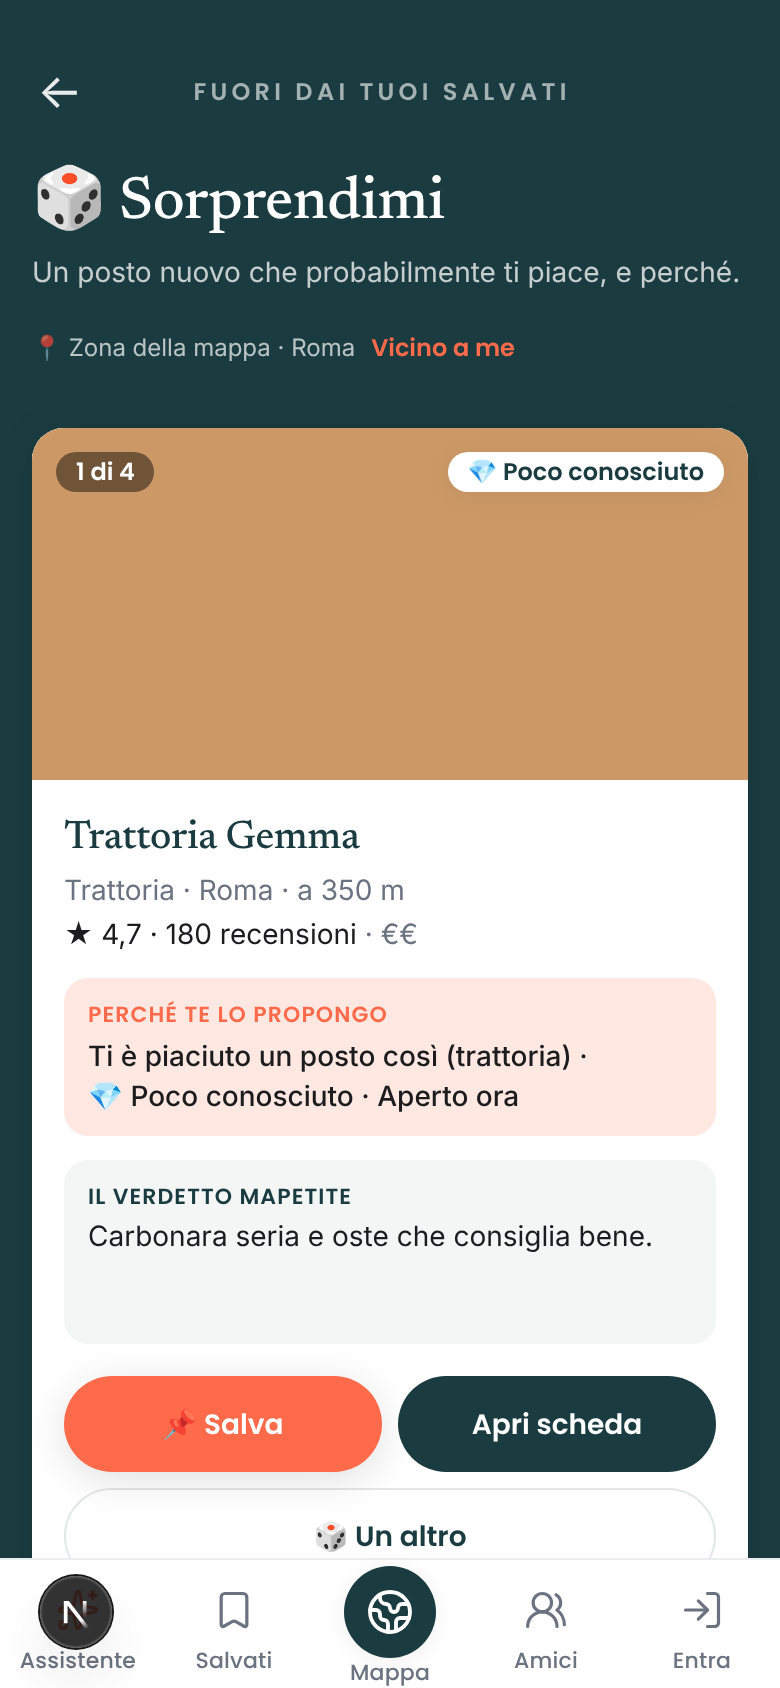 FUORI DAI TUOI SALVATI
🎲 Sorprendimi
Un posto nuovo che probabilmente ti piace, e perché.
📍 Zona della mappa · Roma Vicino a me
1 di 4
💎 Poco conosciuto
Trattoria Gemma
Trattoria · Roma · a 350 m
★ 4,7 · 180 recensioni · €€
PERCHÉ TE LO PROPONGO
Ti è piaciuto un posto così (trattoria) ·
💎 Poco conosciuto · Aperto ora
IL VERDETTO MAPETITE
Carbonara seria e oste che consiglia bene.
📌 Salva
Apri scheda
🎲 Un altro
N
Assistente
Salvati
Mappa
Amici
Entra